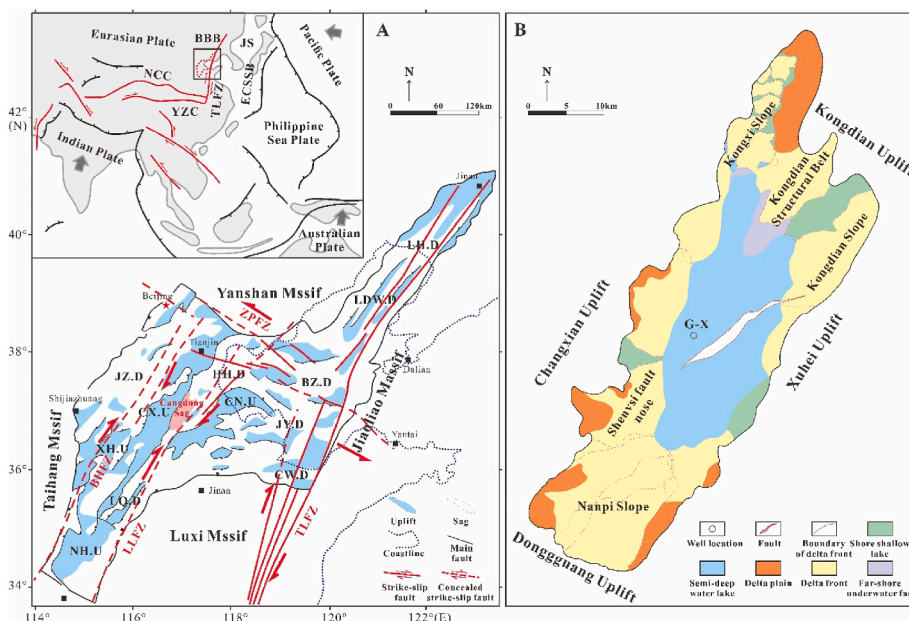 A
Eurasian Plate
BBB
JS
Pacific Plate
NCC
TLFZ
ECSSB
YZC
Indian Plate
Philippine
Sea Plate
Australian
Plate
N
0 60 120km
42°
(N)
40°
38°
36°
34°
114°
116°
118°
120°
122°(E)
Jinan
LH.D
LDW.D
Yanshan Mssif
Beijing
ZPFZ
Tianjin
JZ.D
HH.D
BZ.D
Dalian
Shijiazhuang
CX.U
Cangdong
Sag
CN.U
Jiaoliao Massif
Taihang Mssif
XH.U
BHFZ
JY.D
Yantai
CW.D
LQ.D
Jinan
LLFZ
Luxi Mssif
TLFZ
NH.U
Uplift
Sag
Coastline
Main
fault
Strike-slip
fault
Concealed
strike-slip fault
B
N
0 5 10km
Kongxi Slope
Kongdian Uplift
Kongdian
Structural Belt
Kongdian Slope
Changxian Uplift
G-X
Xuhei Uplift
Shenvsi fault
nose
Nanpi Slope
Dongguang Uplift
Well location
Fault
Boundary
of delta front
Shore shallow
lake
Semi-deep
water lake
Delta plain
Delta front
Far-shore
underwater fan